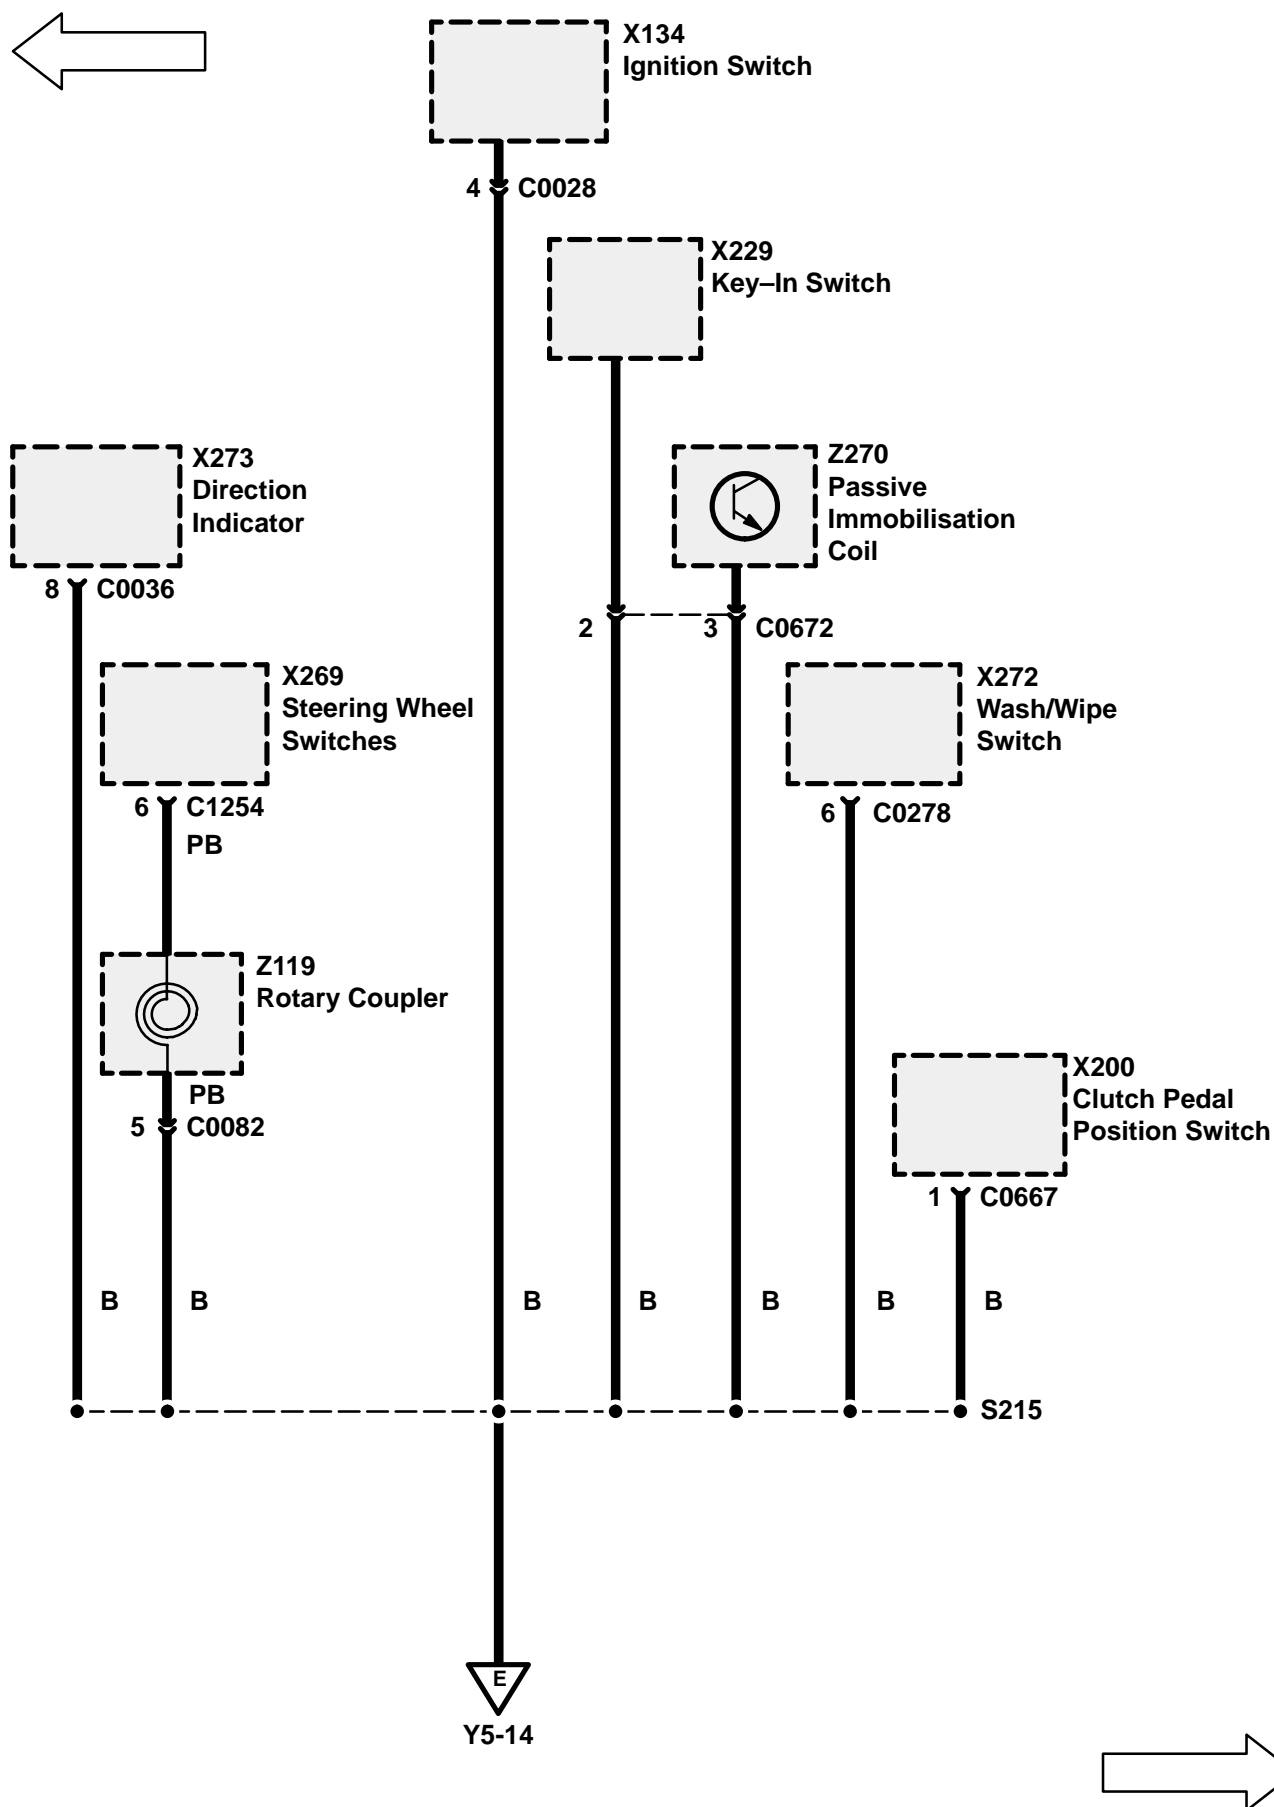 X134
Ignition Switch
4 C0028
X229
Key–In Switch
X273
Direction
Indicator
Z270
Passive
Immobilisation
Coil
8 C0036
2 3 C0672
X269
Steering Wheel
Switches
X272
Wash/Wipe
Switch
6 C1254
PB
6 C0278
Z119
Rotary Coupler
X200
Clutch Pedal
Position Switch
PB
5 C0082
1 C0667
B B B B B B B
S215
E
Y5-14